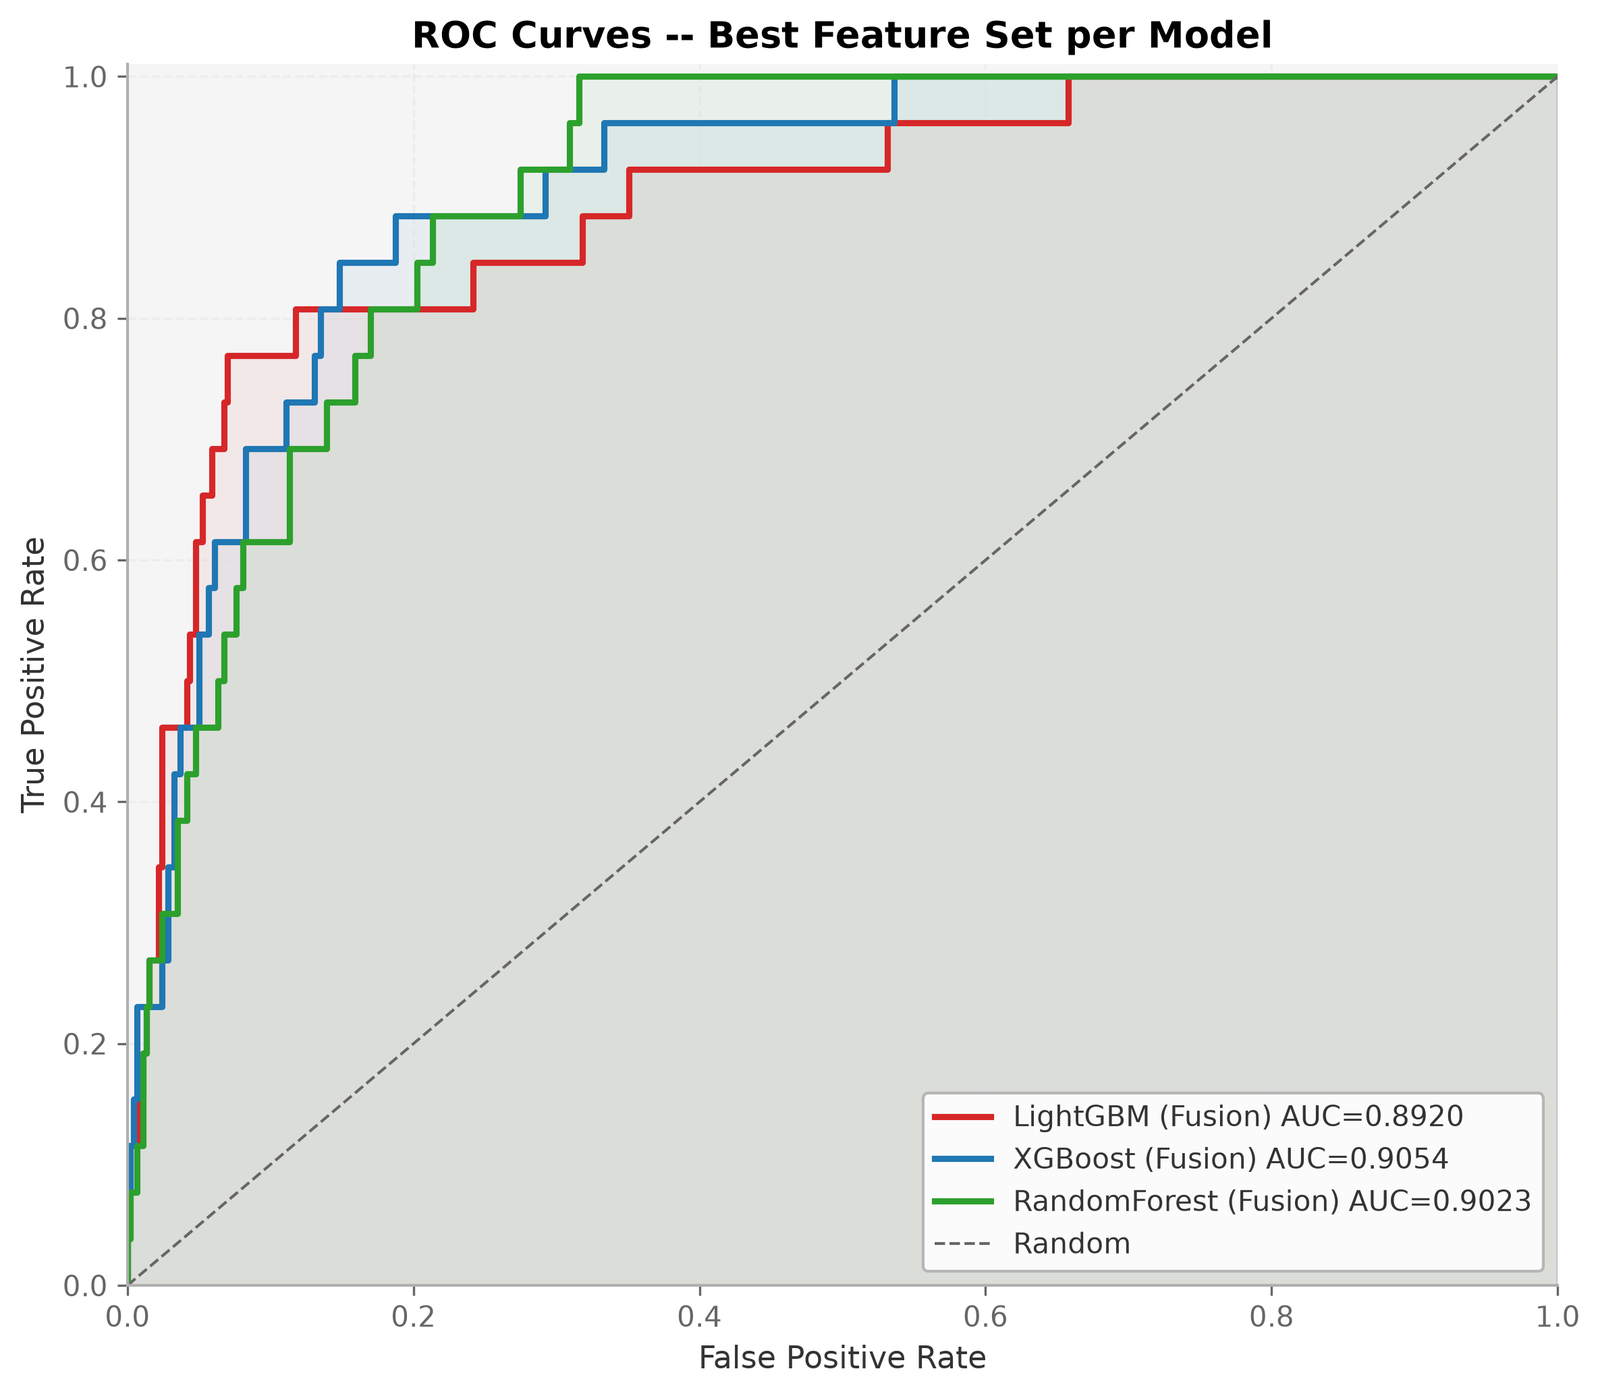 ROC Curves -- Best Feature Set per Model
1.0
0.8
0.6
0.4
0.2
0.0
True Positive Rate
0.0 0.2 0.4 0.6 0.8 1.0
False Positive Rate
LightGBM (Fusion) AUC=0.8920
XGBoost (Fusion) AUC=0.9054
RandomForest (Fusion) AUC=0.9023
Random